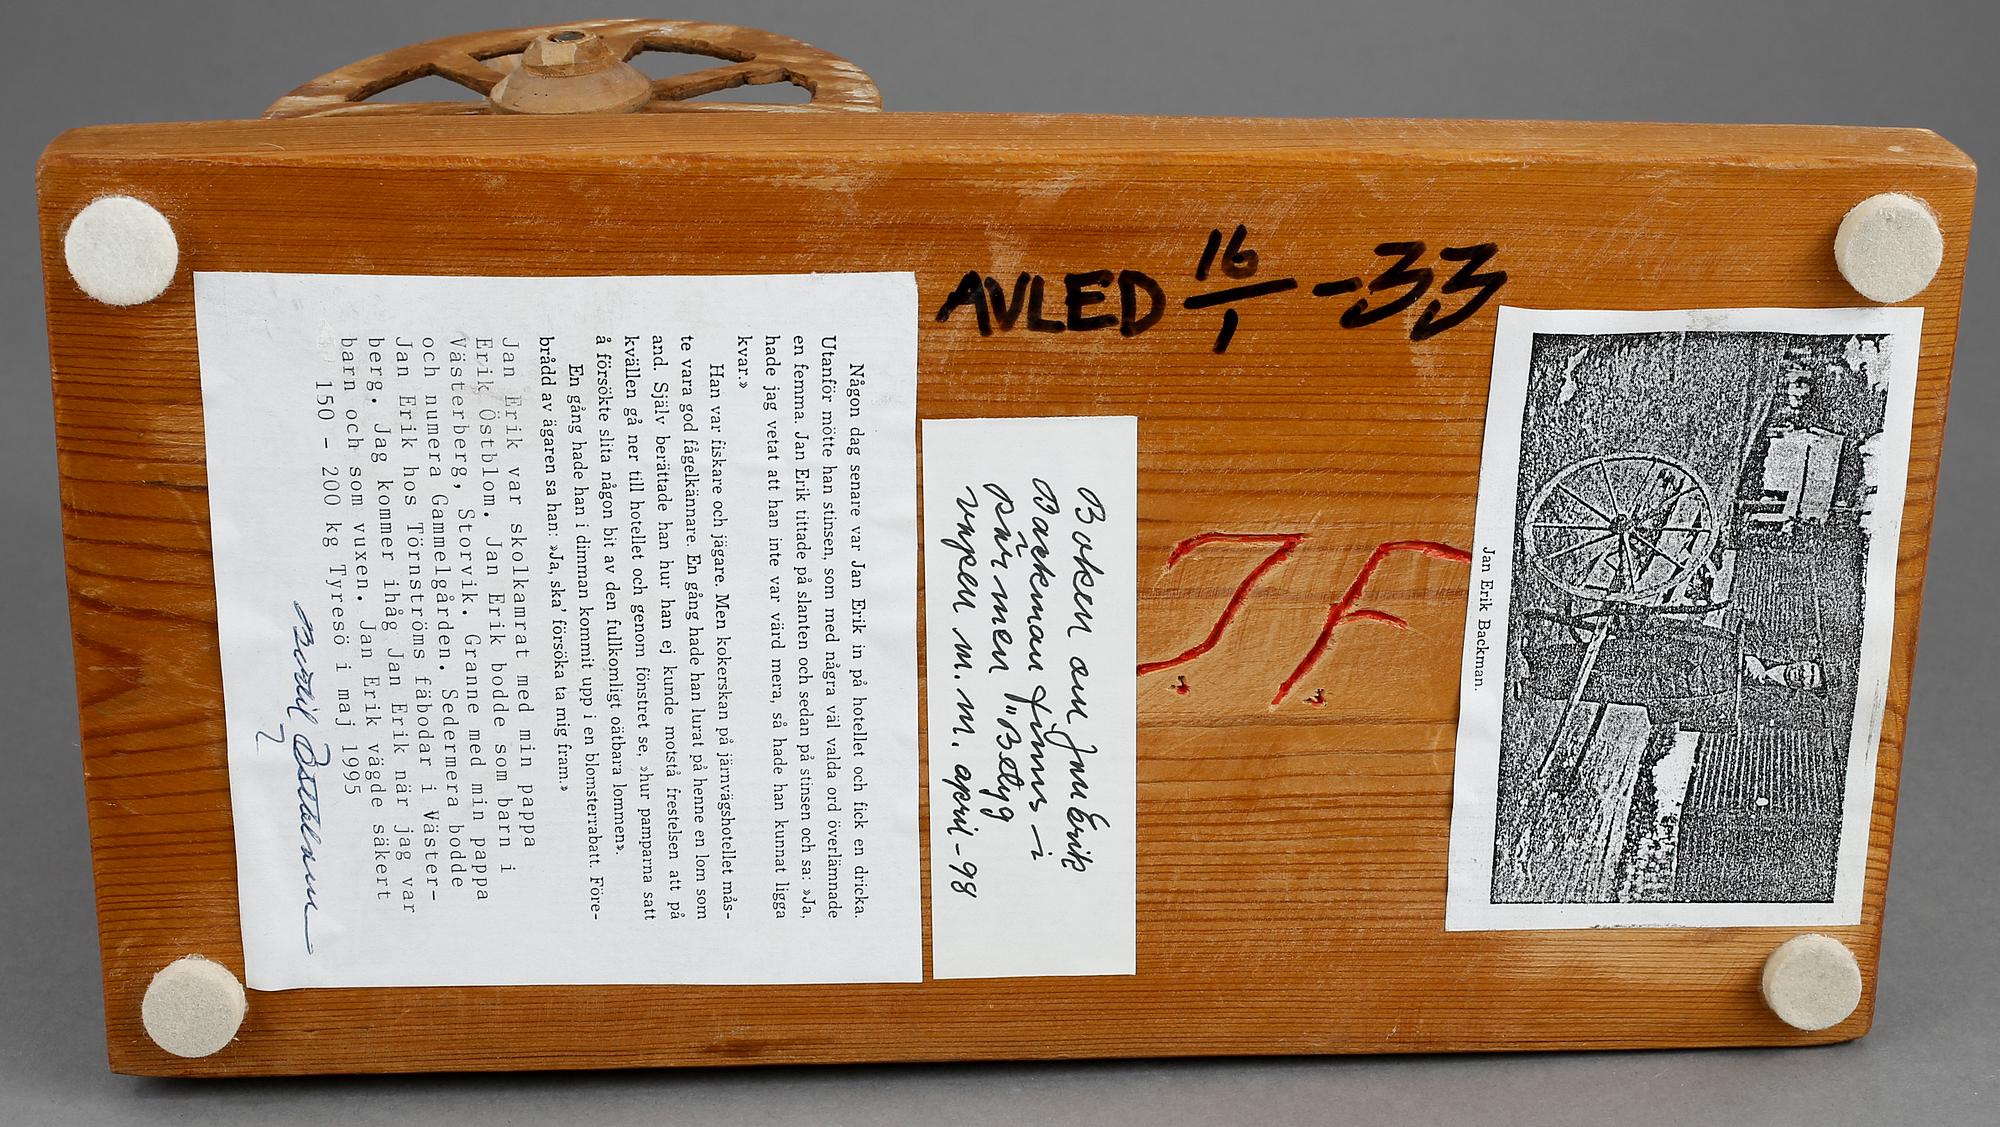 AVLED 16/1 -33
Någon dag senare var Jan Erik in på hotellet och fick en dricka.
Utanför mötte han stinsen, som med några väl valda ord överlämnade
en femma. Jan Erik tittade på slanten och sedan på stinsen och sa: »Ja,
hade jag vetat att han inte var värd mera, så hade han kunnat ligga
kvar.»
Han var fiskare och jägare. Men kokerskan på järnvägshotellet mås-
te vara god fågelkännare. En gång hade han lurat på henne en lom som
and. Själv berättade han hur han ej kunde motstå frestelsen att på
kvällen gå ner till hotellet och genom fönstret se, »hur pamparna satt
å försökte slita någon bit av den fullkomligt oätbara lommen».
En gång hade han i dimman kommit upp i en blomsterrabatt. Före-
brådd av ägaren sa han: »Ja, ska' försöka ta mig fram.»
Jan Erik var skolkamrat med min pappa
Erik Östblom. Jan Erik bodde som barn i
Västerberg, Storvik. Granne med min pappa
och numera Gammelgården. Sedermera bodde
Jan Erik hos Törnströms fäbodar i Väster-
berg. Jag kommer ihåg Jan Erik när jag var
barn och som vuxen. Jan Erik vägde säkert
150 - 200 kg Tyresö i maj 1995
Bertil Östblom
Boken om Jan Erik
Backman finns i
pärmen "Betyg
vapen m.m. april -98
J.F.
Jan Erik Backman.